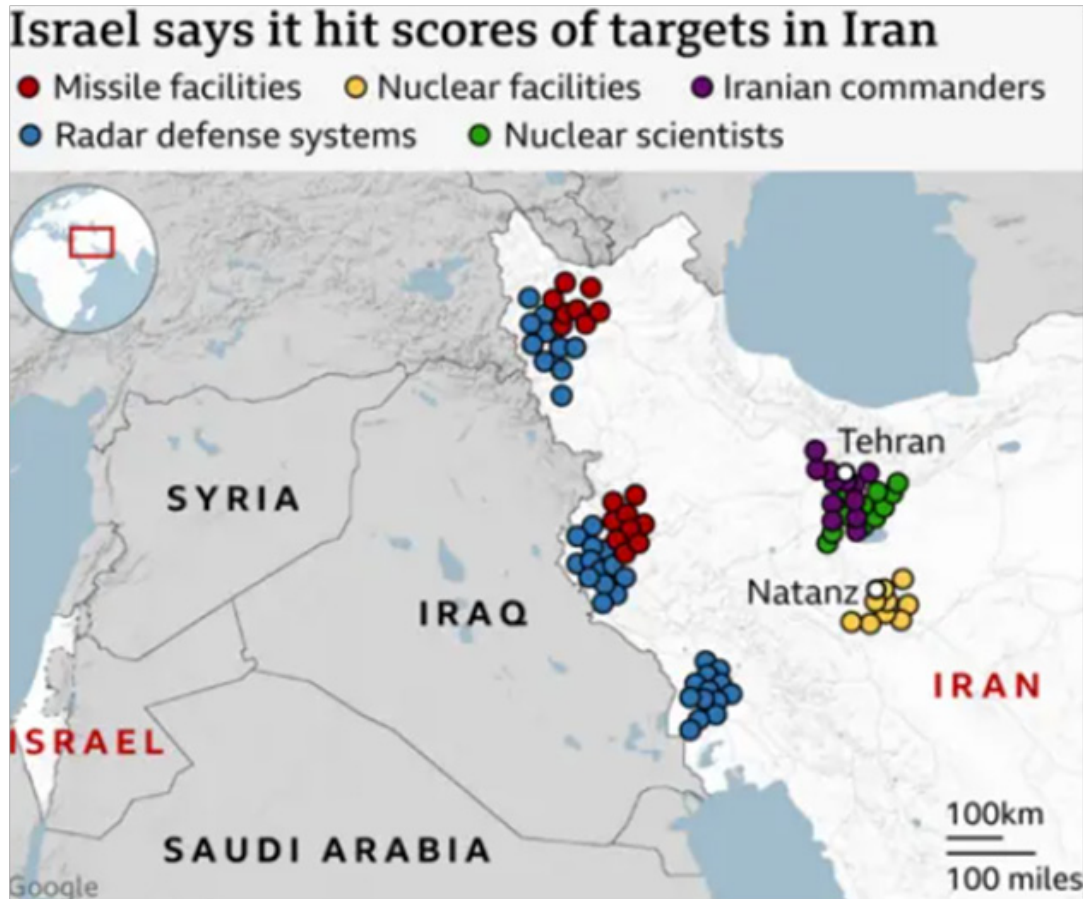 Israel says it hit scores of targets in Iran
Missile facilities
Nuclear facilities
Iranian commanders
Radar defense systems
Nuclear scientists
Tehran
SYRIA
Natanz
IRAQ
IRAN
ISRAEL
100km
SAUDI ARABIA
100 miles
Google